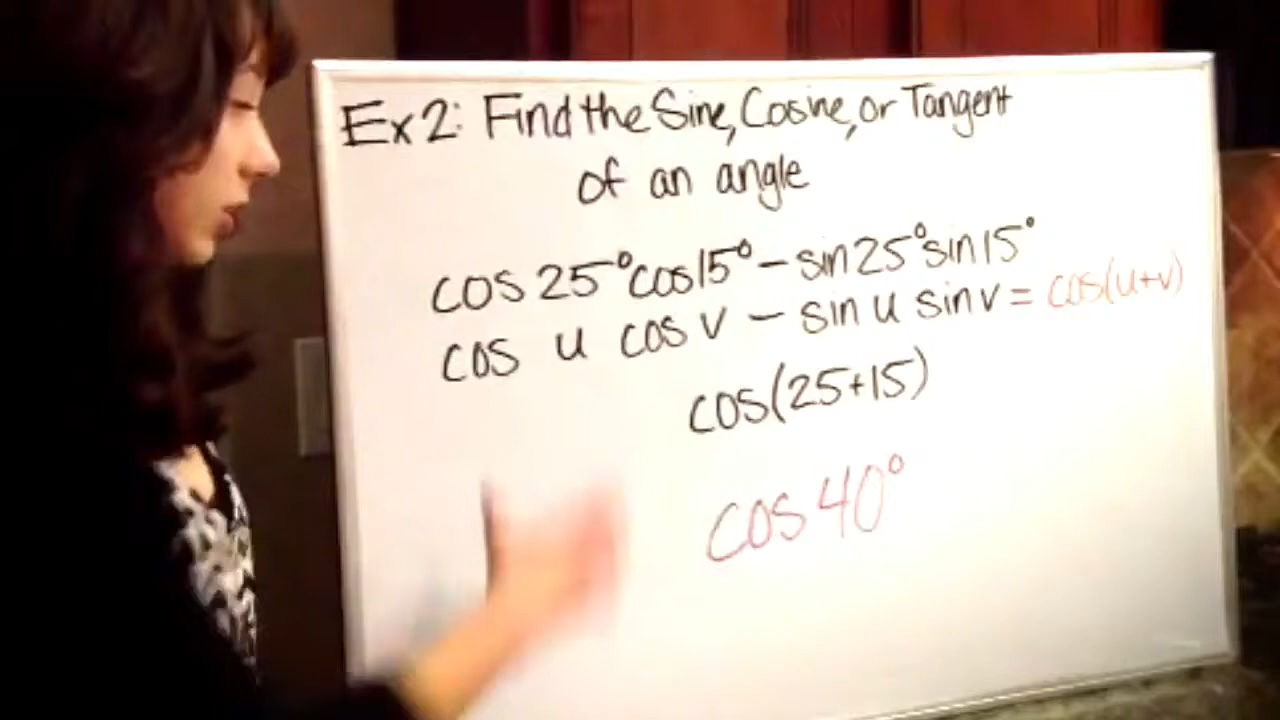 Ex 2: Find the Sine, Cosine, or Tangent
of an angle
cos 25° cos 15° – sin 25° sin 15°
cos u cos v – sin u sin v = cos(u+v)
cos(25+15)
cos 40°